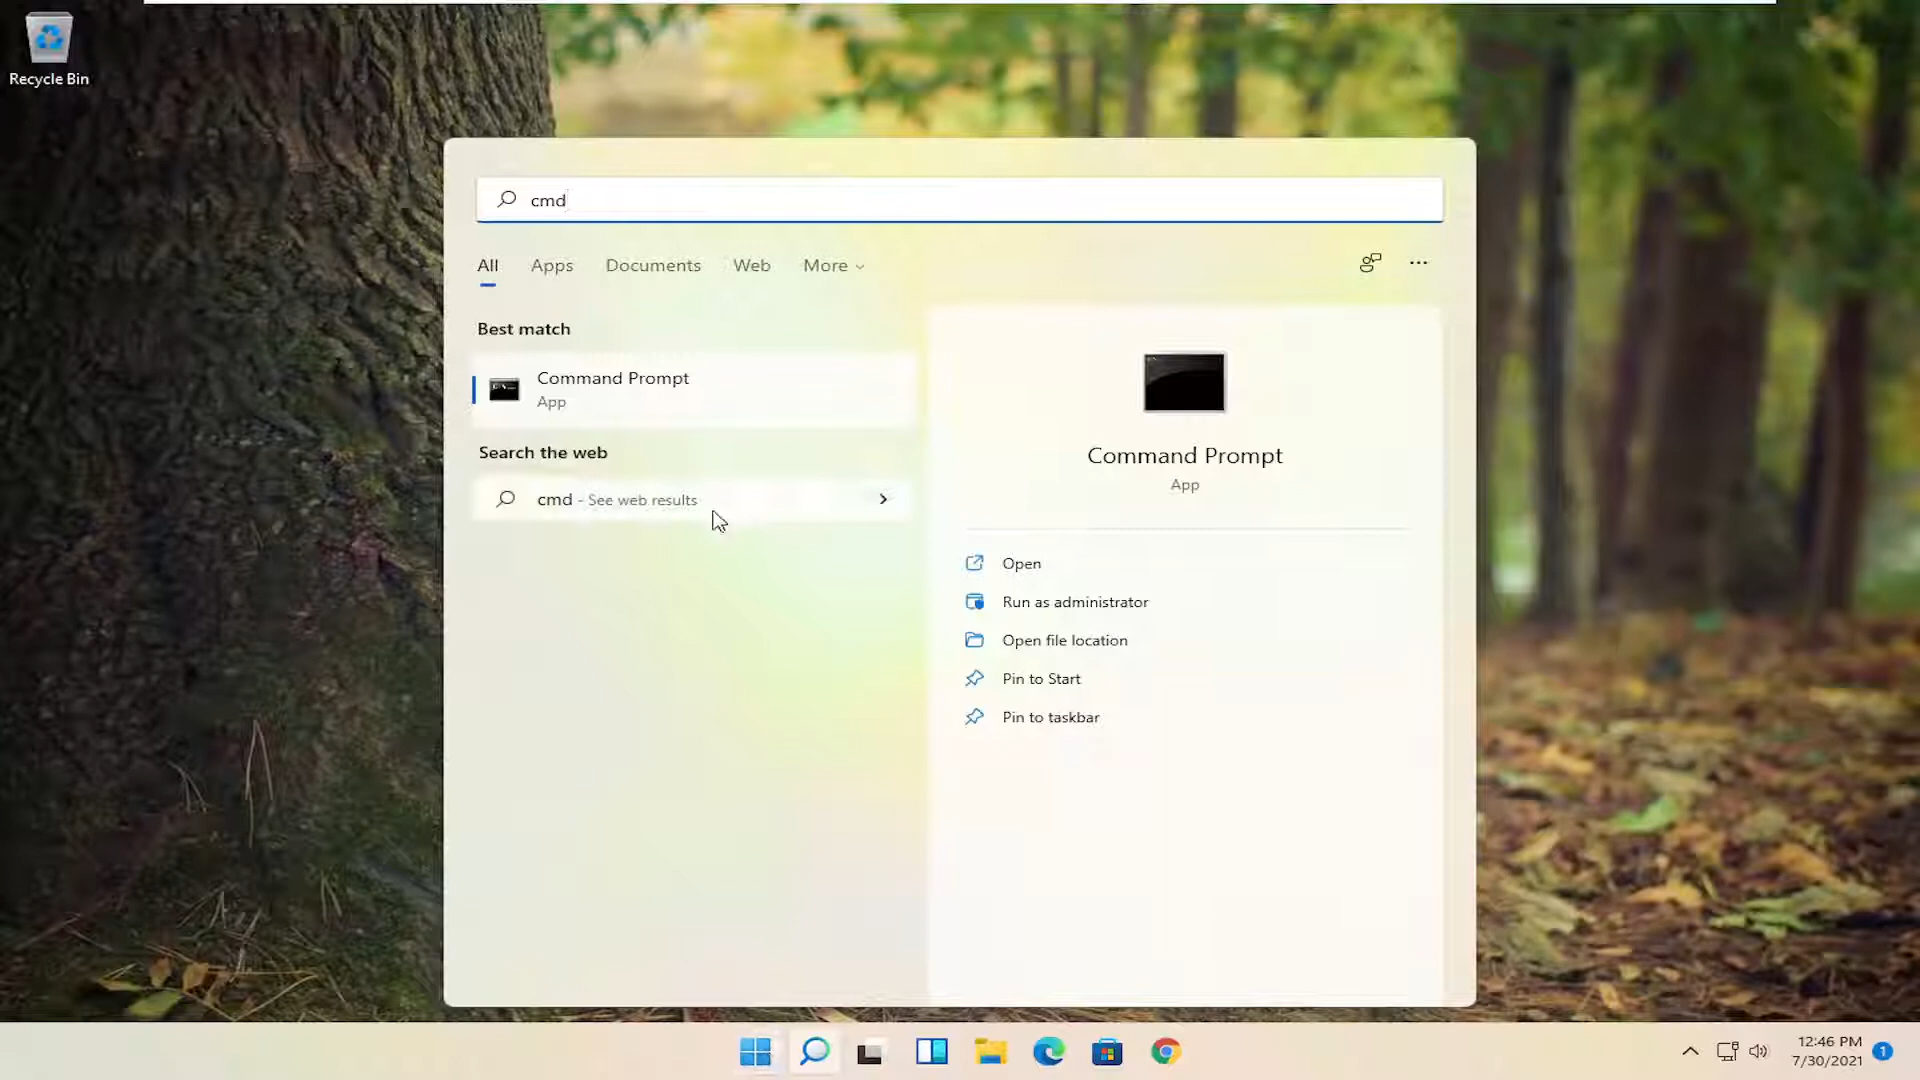 Recycle Bin
cmd
All Apps Documents Web More
Best match
Command Prompt
App
Search the web
cmd - See web results
Command Prompt
App
Open
Run as administrator
Open file location
Pin to Start
Pin to taskbar
12:46 PM
7/30/2021
1